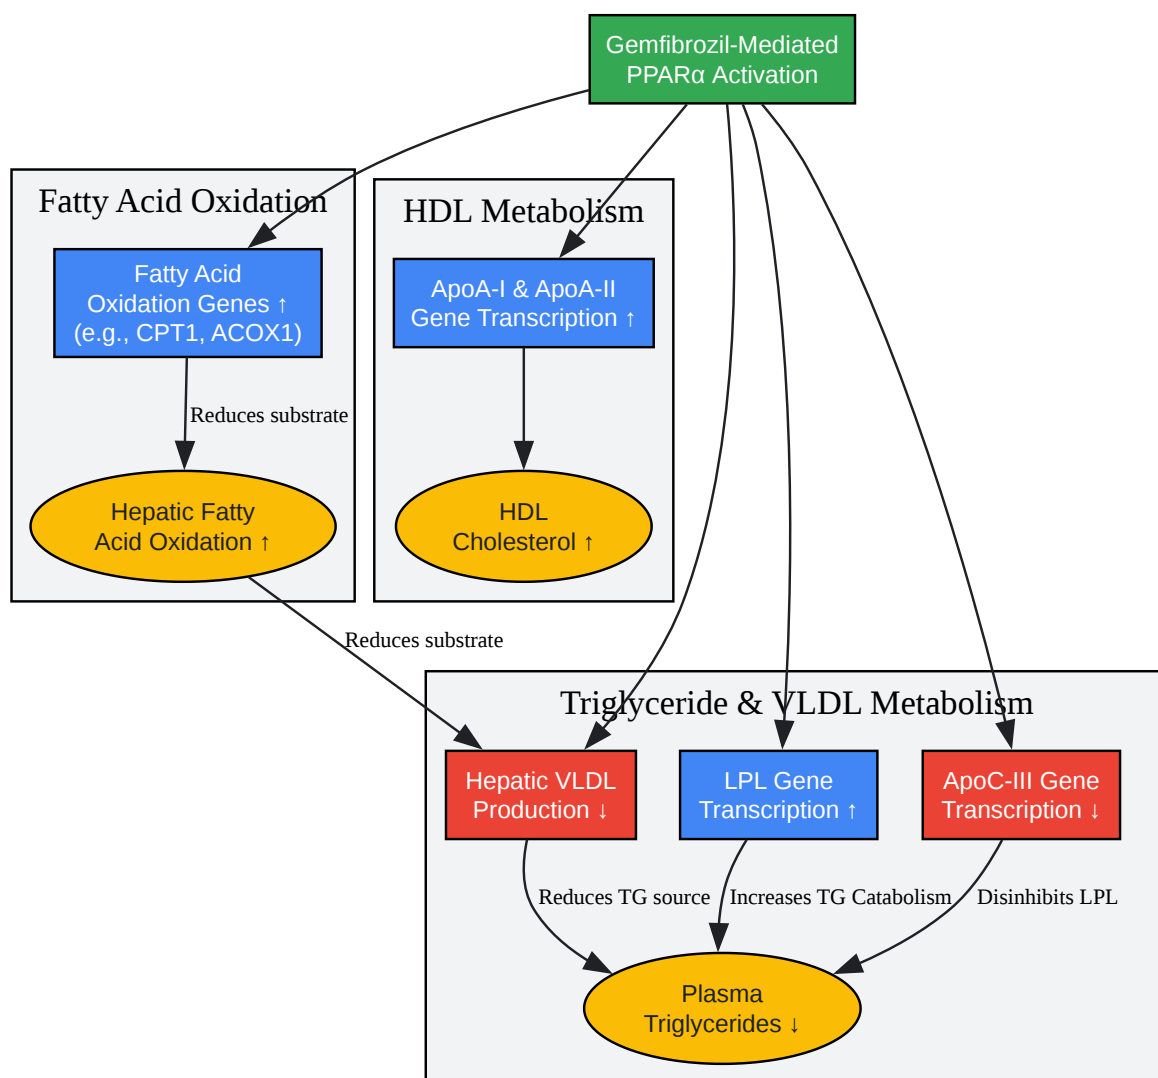 Gemfibrozil-Mediated
PPARα Activation
Fatty Acid Oxidation
HDL Metabolism
Fatty Acid
Oxidation Genes ↑
(e.g., CPT1, ACOX1)
ApoA-I & ApoA-II
Gene Transcription ↑
Reduces substrate
Hepatic Fatty
Acid Oxidation ↑
HDL
Cholesterol ↑
Reduces substrate
Triglyceride & VLDL Metabolism
Hepatic VLDL
Production ↓
LPL Gene
Transcription ↑
ApoC-III Gene
Transcription ↓
Reduces TG source
Increases TG Catabolism
Disinhibits LPL
Plasma
Triglycerides ↓